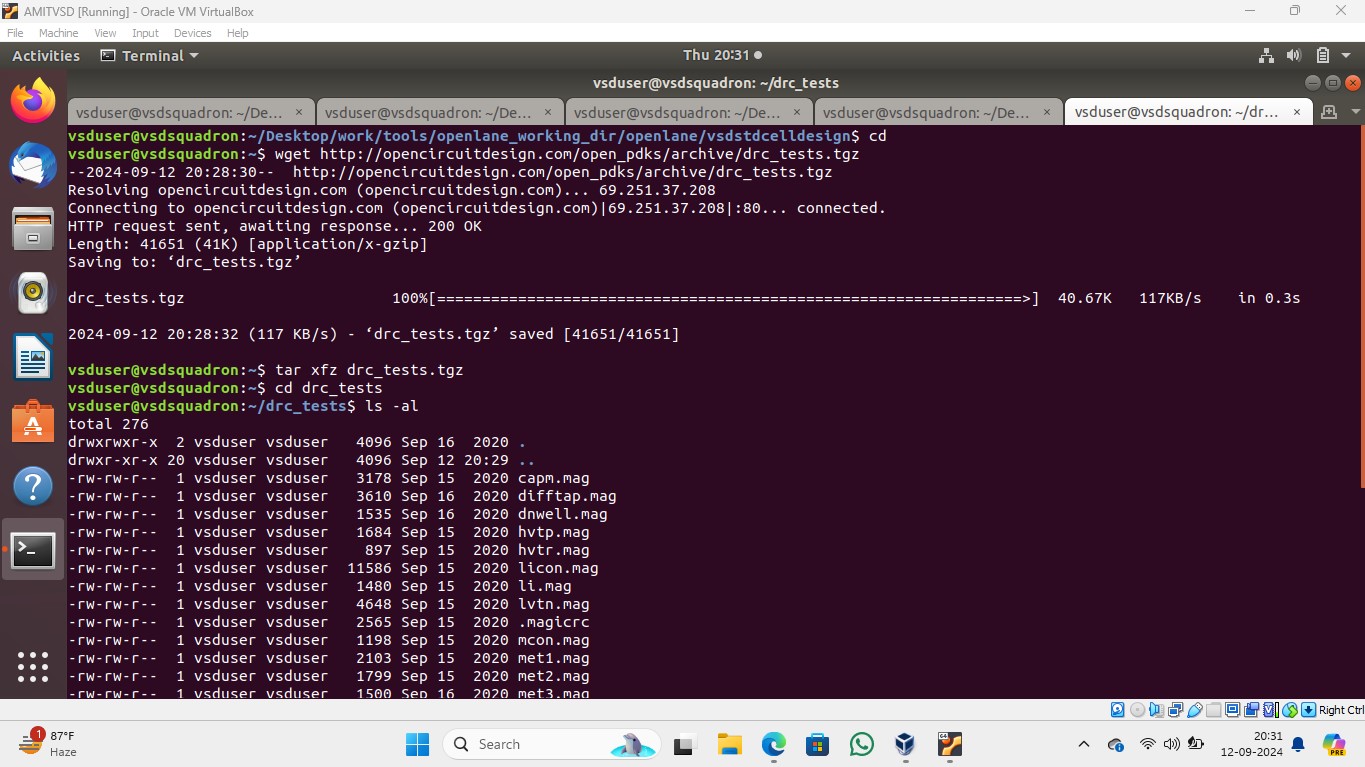 AMITVSD [Running] - Oracle VM VirtualBox
File Machine View Input Devices Help
Activities Terminal Thu 20:31
vsduser@vsdsquadron: ~/drc_tests
vsduser@vsdsquadron: ~/De... × vsduser@vsdsquadron: ~/De... × vsduser@vsdsquadron: ~/De... × vsduser@vsdsquadron: ~/De... × vsduser@vsdsquadron: ~/dr... ×
vsduser@vsdsquadron:~/Desktop/work/tools/openlane_working_dir/openlane/vsdstdcelldesign$ cd
vsduser@vsdsquadron:~$ wget http://opencircuitdesign.com/open_pdks/archive/drc_tests.tgz
--2024-09-12 20:28:30-- http://opencircuitdesign.com/open_pdks/archive/drc_tests.tgz
Resolving opencircuitdesign.com (opencircuitdesign.com)... 69.251.37.208
Connecting to opencircuitdesign.com (opencircuitdesign.com)|69.251.37.208|:80... connected.
HTTP request sent, awaiting response... 200 OK
Length: 41651 (41K) [application/x-gzip]
Saving to: ‘drc_tests.tgz’
drc_tests.tgz 100%[=================================================================>] 40.67K 117KB/s in 0.3s
2024-09-12 20:28:32 (117 KB/s) - ‘drc_tests.tgz’ saved [41651/41651]
vsduser@vsdsquadron:~$ tar xfz drc_tests.tgz
vsduser@vsdsquadron:~$ cd drc_tests
vsduser@vsdsquadron:~/drc_tests$ ls -al
total 276
drwxrwxr-x 2 vsduser vsduser 4096 Sep 16 2020 .
drwxr-xr-x 20 vsduser vsduser 4096 Sep 12 20:29 ..
-rw-rw-r-- 1 vsduser vsduser 3178 Sep 15 2020 capm.mag
-rw-rw-r-- 1 vsduser vsduser 3610 Sep 16 2020 difftap.mag
-rw-rw-r-- 1 vsduser vsduser 1535 Sep 16 2020 dnwell.mag
-rw-rw-r-- 1 vsduser vsduser 1684 Sep 15 2020 hvtp.mag
-rw-rw-r-- 1 vsduser vsduser 897 Sep 15 2020 hvtr.mag
-rw-rw-r-- 1 vsduser vsduser 11586 Sep 15 2020 licon.mag
-rw-rw-r-- 1 vsduser vsduser 1480 Sep 15 2020 li.mag
-rw-rw-r-- 1 vsduser vsduser 4648 Sep 15 2020 lvtn.mag
-rw-rw-r-- 1 vsduser vsduser 2565 Sep 15 2020 .magicrc
-rw-rw-r-- 1 vsduser vsduser 1198 Sep 15 2020 mcon.mag
-rw-rw-r-- 1 vsduser vsduser 2103 Sep 15 2020 met1.mag
-rw-rw-r-- 1 vsduser vsduser 1799 Sep 15 2020 met2.mag
-rw-rw-r-- 1 vsduser vsduser 1500 Sep 16 2020 met3.mag
Right Ctrl
1
87°F
Haze
Search
20:31
12-09-2024
PRE